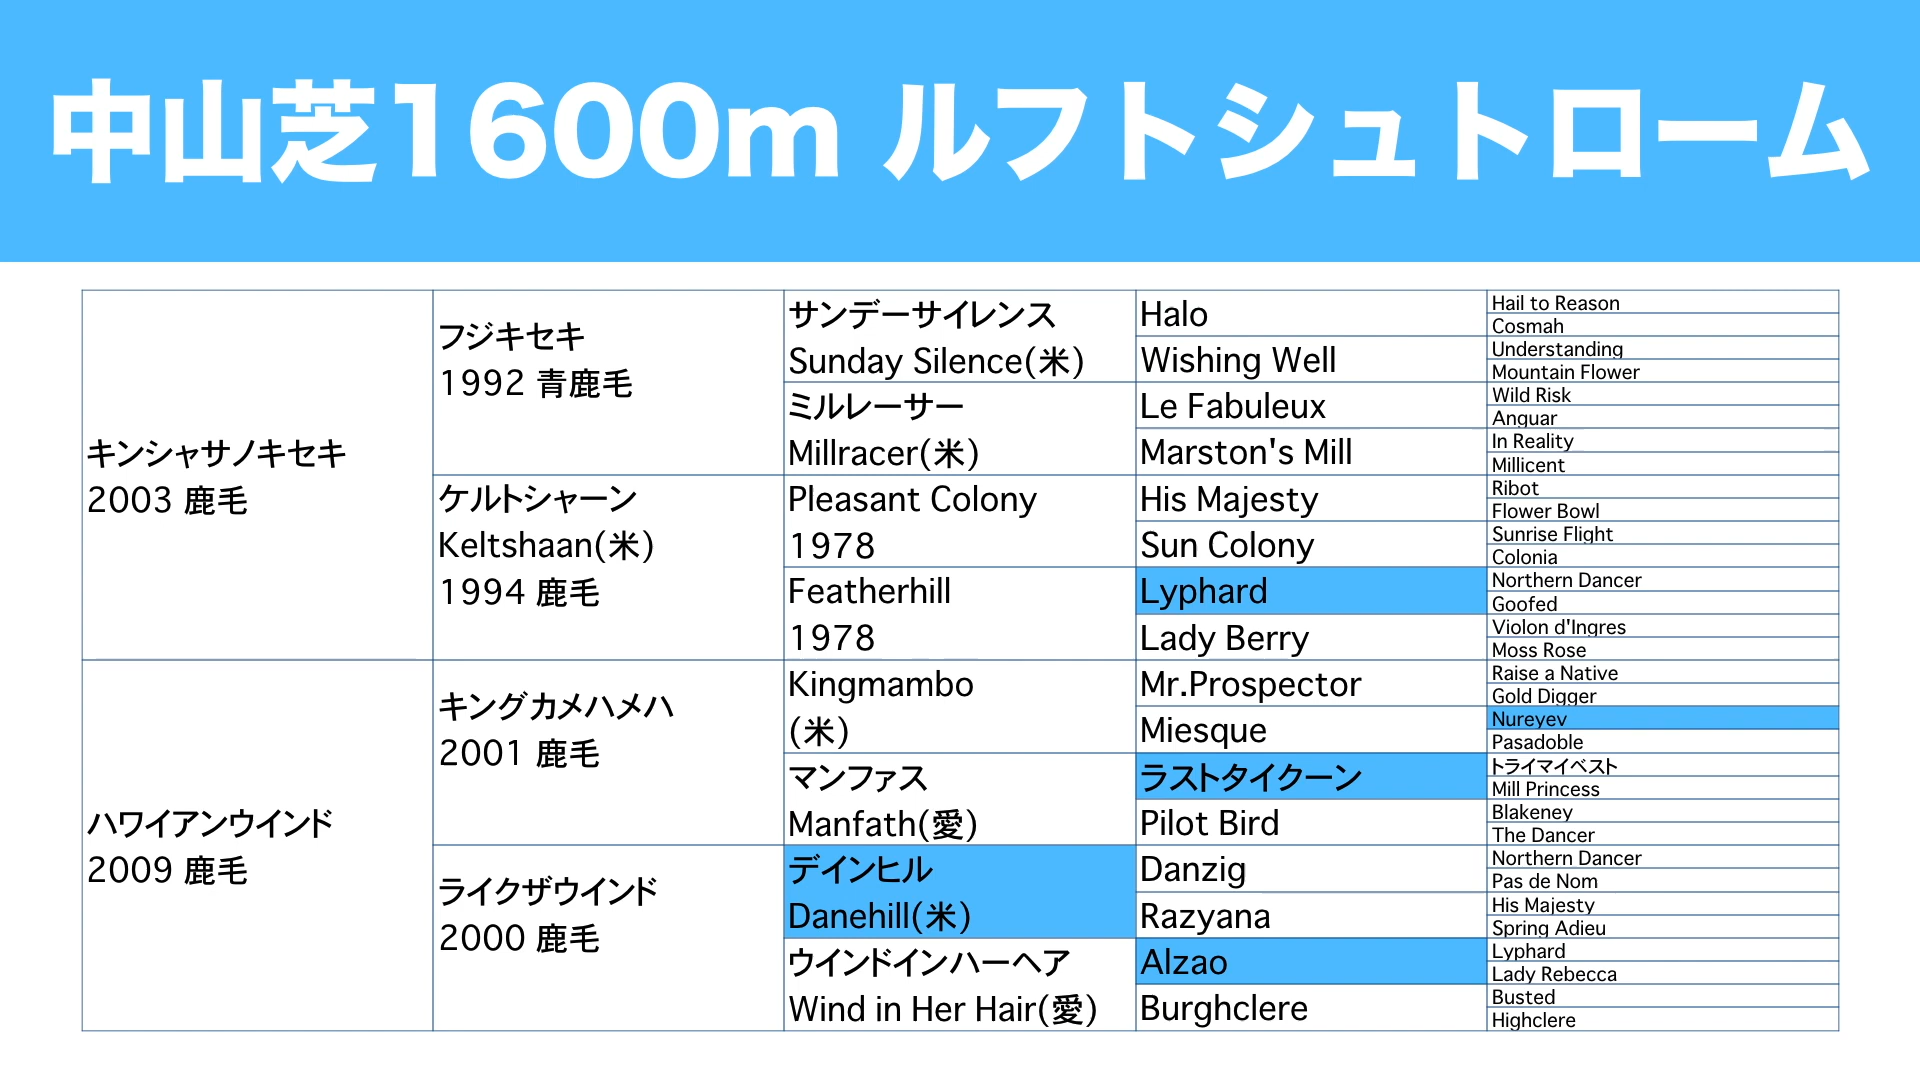 中山芝1600m ルフトシュトローム
キンシャサノキセキ
2003 鹿毛
フジキセキ
1992 青鹿毛
サンデーサイレンス
Sunday Silence(米)
Halo
Hail to Reason
Cosmah
Wishing Well
Understanding
Mountain Flower
ミルレーサー
Millracer(米)
Le Fabuleux
Wild Risk
Anguar
Marston's Mill
In Reality
Millicent
ケルトシャーン
Keltshaan(米)
1994 鹿毛
Pleasant Colony
1978
His Majesty
Ribot
Flower Bowl
Sun Colony
Sunrise Flight
Colonia
Featherhill
1978
Lyphard
Northern Dancer
Goofed
Lady Berry
Violon d'Ingres
Moss Rose
ハワイアンウインド
2009 鹿毛
キングカメハメハ
2001 鹿毛
Kingmambo
(米)
Mr.Prospector
Raise a Native
Gold Digger
Miesque
Nureyev
Pasadoble
マンファス
Manfath(愛)
ラストタイクーン
トライマイベスト
Mill Princess
Pilot Bird
Blakeney
The Dancer
ライクザウインド
2000 鹿毛
デインヒル
Danehill(米)
Danzig
Northern Dancer
Pas de Nom
Razyana
His Majesty
Spring Adieu
ウインドインハーヘア
Wind in Her Hair(愛)
Alzao
Lyphard
Lady Rebecca
Burghclere
Busted
Highclere